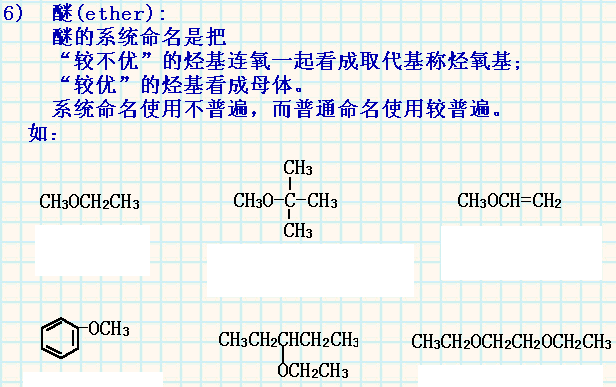 6) 醚(ether):
醚的系统命名是把
“较不优”的烃基连氧一起看成取代基称烃氧基;
“较优”的烃基看成母体。
系统命名使用不普遍，而普通命名使用较普遍。
如:
CH3
CH3OCH2CH3 CH3O-C-CH3 CH3OCH=CH2
CH3
OCH3 CH3CH2CHCH2CH3 CH3CH2OCH2CH2OCH2CH3
OCH2CH3